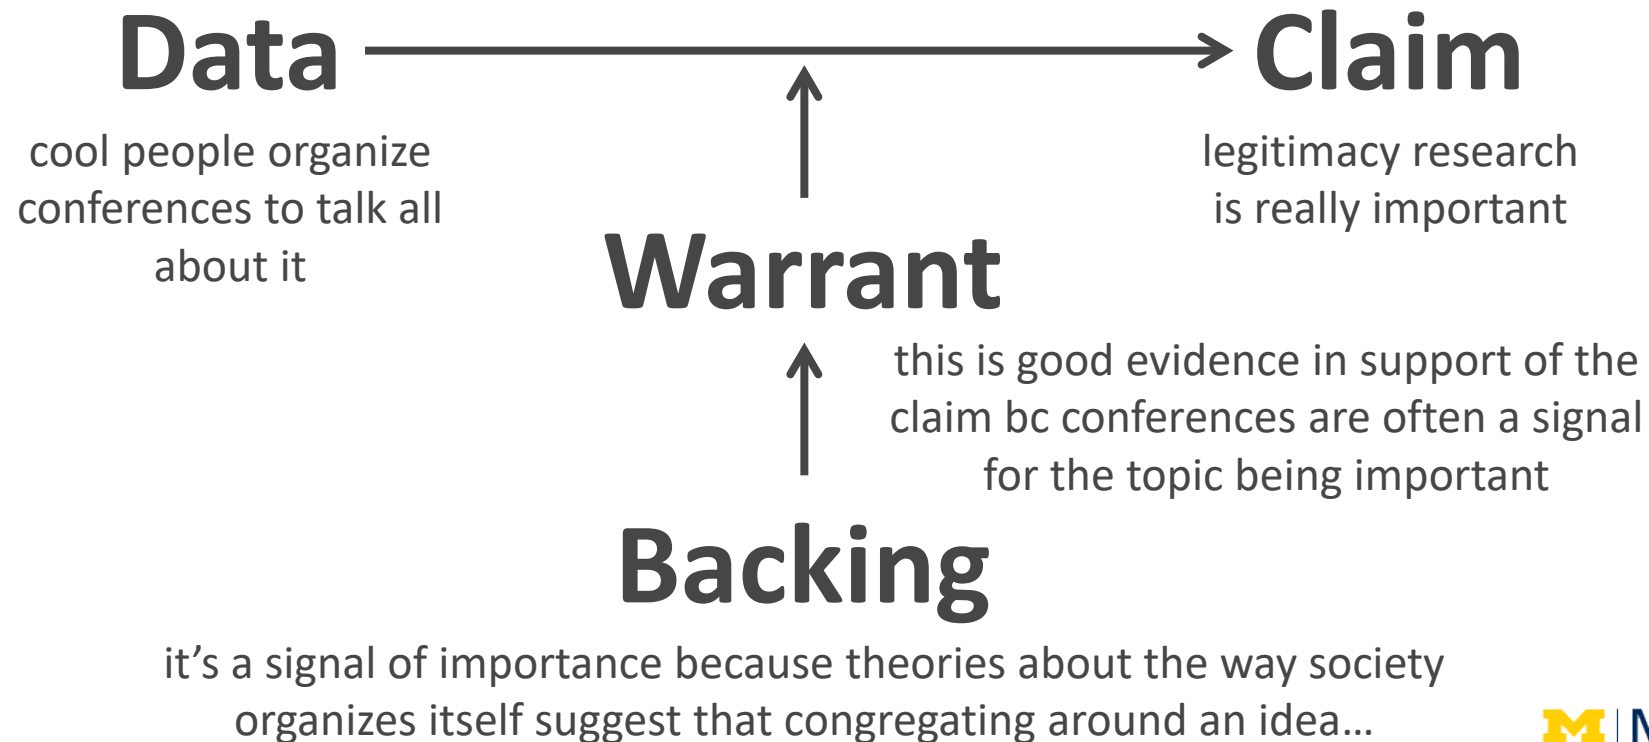 Data
Claim
cool people organize
conferences to talk all
about it
legitimacy research
is really important
Warrant
this is good evidence in support of the
claim bc conferences are often a signal
for the topic being important
Backing
it’s a signal of importance because theories about the way society
organizes itself suggest that congregating around an idea…
M